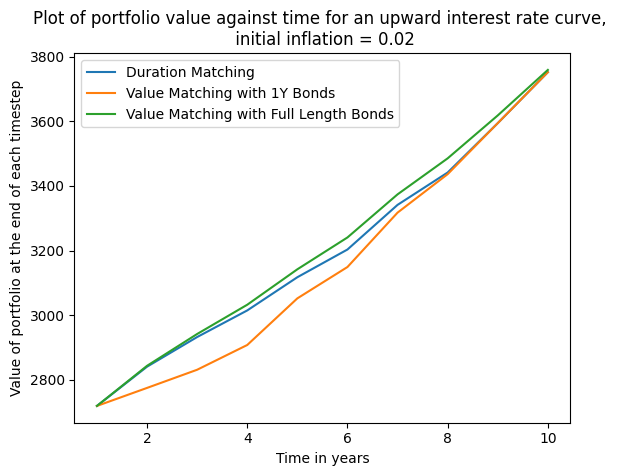 Plot of portfolio value against time for an upward interest rate curve,
initial inflation = 0.02
3800
3600
3400
3200
3000
2800
Value of portfolio at the end of each timestep
Duration Matching
Value Matching with 1Y Bonds
Value Matching with Full Length Bonds
2 4 6 8 10
Time in years